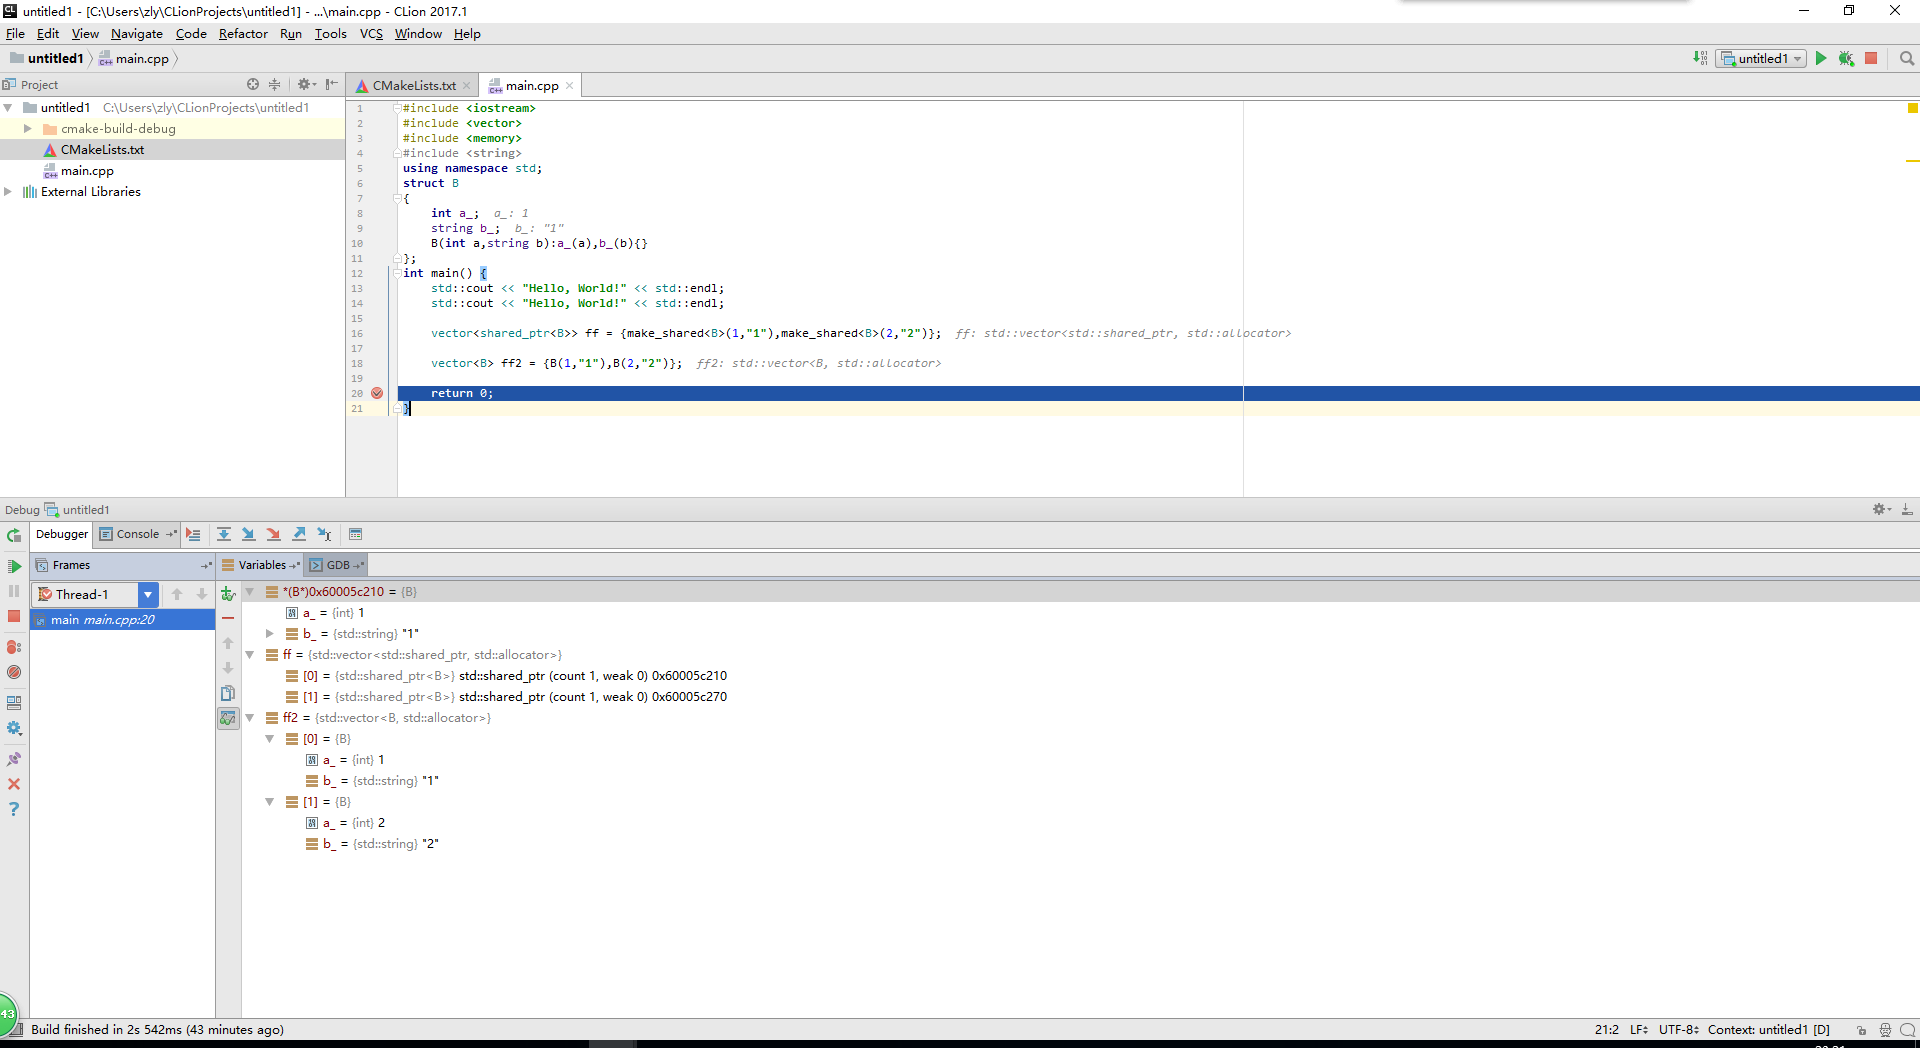 untitled1 - [C:\Users\zly\CLionProjects\untitled1] - ...\main.cpp - CLion 2017.1
File Edit View Navigate Code Refactor Run Tools VCS Window Help
untitled1 main.cpp untitled1
Project CMakeLists.txt main.cpp
untitled1 C:\Users\zly\CLionProjects\untitled1
cmake-build-debug
CMakeLists.txt
main.cpp
External Libraries
1 #include <iostream>
2 #include <vector>
3 #include <memory>
4 #include <string>
5 using namespace std;
6 struct B
7 {
8 int a_; a_: 1
9 string b_; b_: "1"
10 B(int a,string b):a_(a),b_(b){}
11 };
12 int main() {
13 std::cout << "Hello, World!" << std::endl;
14 std::cout << "Hello, World!" << std::endl;
15
16 vector<shared_ptr<B>> ff = {make_shared<B>(1,"1"),make_shared<B>(2,"2")}; ff: std::vector<std::shared_ptr, std::allocator>
17
18 vector<B> ff2 = {B(1,"1"),B(2,"2")}; ff2: std::vector<B, std::allocator>
19
20 return 0;
21 }
Debug untitled1
Debugger Console
Frames Variables GDB
Thread-1
main main.cpp:20
*(B*)0x60005c210 = {B}
a_ = {int} 1
b_ = {std::string} "1"
ff = {std::vector<std::shared_ptr, std::allocator>}
[0] = {std::shared_ptr<B>} std::shared_ptr (count 1, weak 0) 0x60005c210
[1] = {std::shared_ptr<B>} std::shared_ptr (count 1, weak 0) 0x60005c270
ff2 = {std::vector<B, std::allocator>}
[0] = {B}
a_ = {int} 1
b_ = {std::string} "1"
[1] = {B}
a_ = {int} 2
b_ = {std::string} "2"
43
Build finished in 2s 542ms (43 minutes ago) 21:2 LF UTF-8 Context: untitled1 [D]